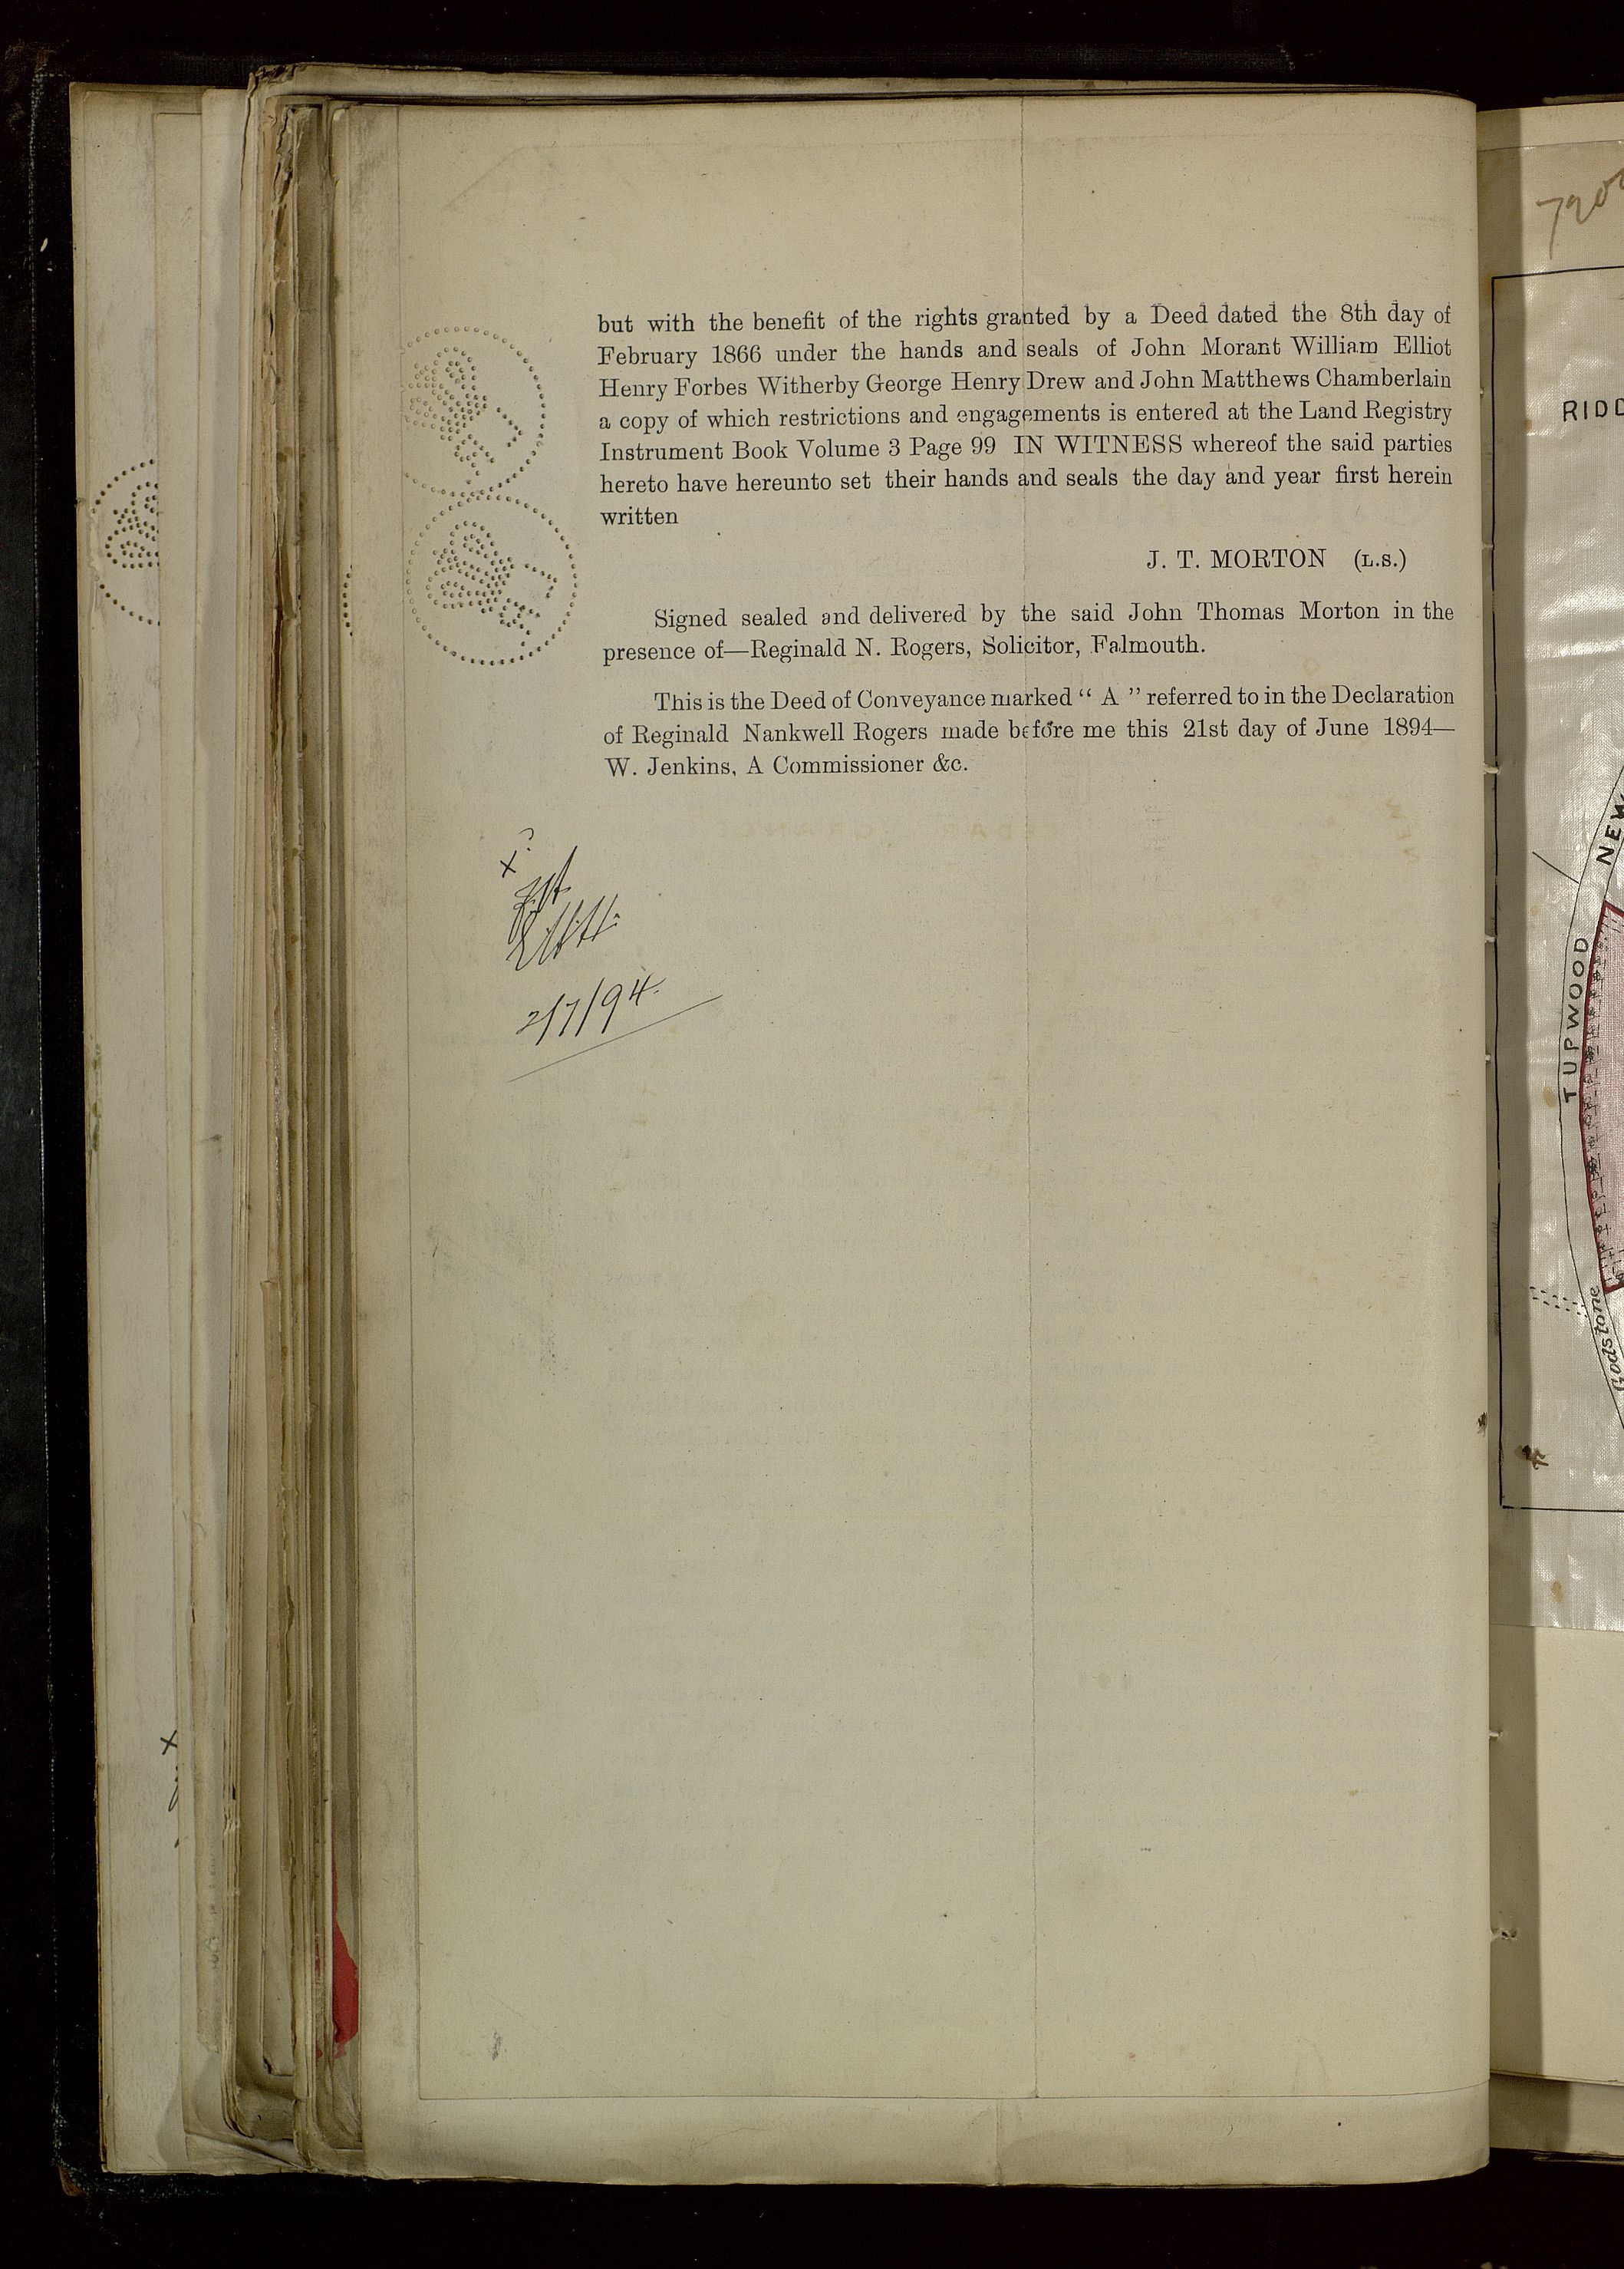 but with the benefit of the rights granted by a Deed dated the 8th day of
February 1866 under the hands and seals of John Morant William Elliot
Henry Forbes Witherby George Henry Drew and John Matthews Chamberlain
a copy of which restrictions and engagements is entered at the Land Registry
Instrument Book Volume 3 Page 99 IN WITNESS whereof the said parties
hereto have hereunto set their hands and seals the day and year first herein
written
J. T. MORTON (L.S.)
Signed sealed and delivered by the said John Thomas Morton in the
presence of—Reginald N. Rogers, Solicitor, Falmouth.
This is the Deed of Conveyance marked “ A ” referred to in the Declaration
of Reginald Nankwell Rogers made before me this 21st day of June 1894—
W. Jenkins, A Commissioner &c.
x
2/7/94.
x
RIDD
NEW
TUPWOOD
Godstone